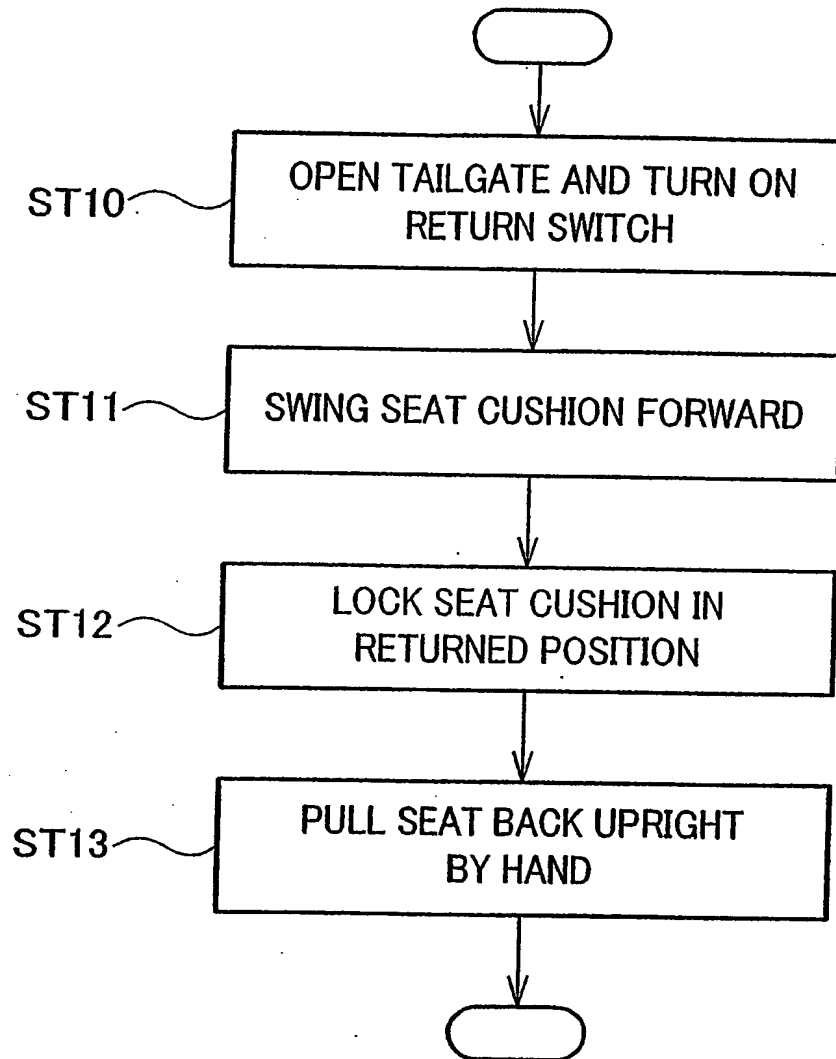 ST10
OPEN TAILGATE AND TURN ON
RETURN SWITCH
ST11
SWING SEAT CUSHION FORWARD
ST12
LOCK SEAT CUSHION IN
RETURNED POSITION
ST13
PULL SEAT BACK UPRIGHT
BY HAND